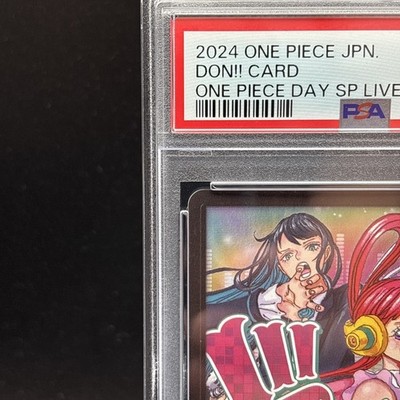 2024 ONE PIECE JPN.
DON!! CARD
ONE PIECE DAY SP LIVE
PSA